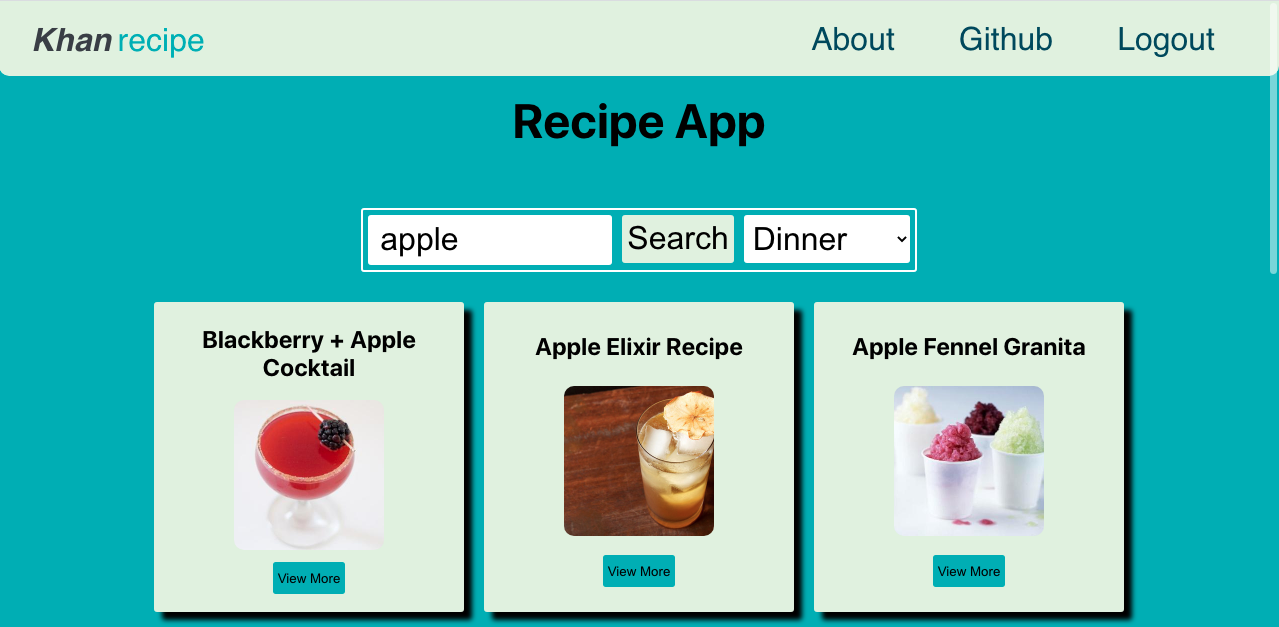 Khan recipe About Github Logout
Recipe App
apple Search Dinner
Blackberry + Apple
Cocktail
Apple Elixir Recipe
Apple Fennel Granita
View More
View More
View More